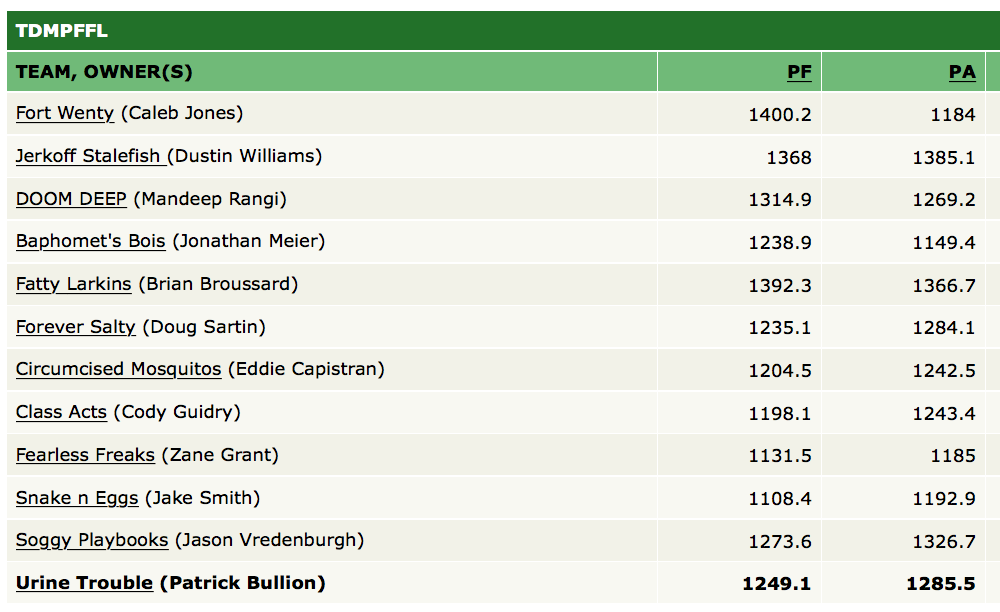 TDMPFFL
TEAM, OWNER(S) PF PA
Fort Wenty (Caleb Jones) 1400.2 1184
Jerkoff Stalefish (Dustin Williams) 1368 1385.1
DOOM DEEP (Mandeep Rangi) 1314.9 1269.2
Baphomet's Bois (Jonathan Meier) 1238.9 1149.4
Fatty Larkins (Brian Broussard) 1392.3 1366.7
Forever Salty (Doug Sartin) 1235.1 1284.1
Circumcised Mosquitos (Eddie Capistran) 1204.5 1242.5
Class Acts (Cody Guidry) 1198.1 1243.4
Fearless Freaks (Zane Grant) 1131.5 1185
Snake n Eggs (Jake Smith) 1108.4 1192.9
Soggy Playbooks (Jason Vredenburgh) 1273.6 1326.7
Urine Trouble (Patrick Bullion) 1249.1 1285.5